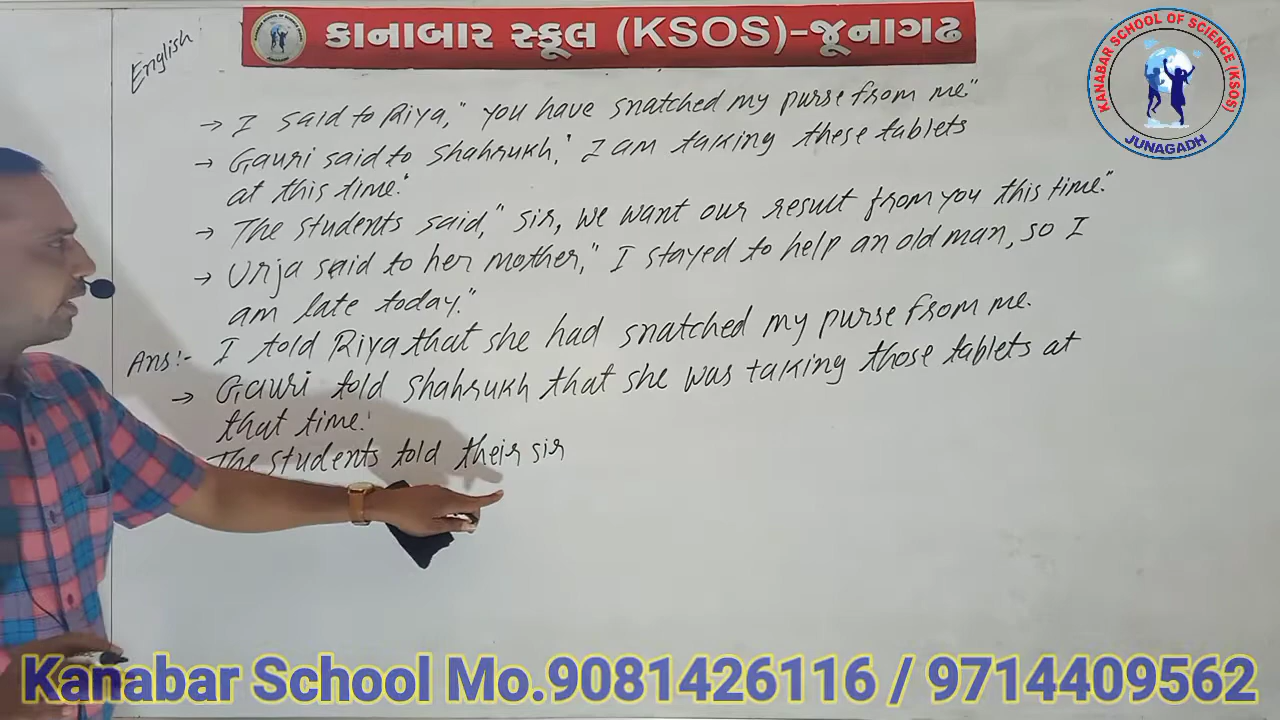 કાનાબાર સ્કૂલ (KSOS)-જૂનાગઢ
KANABAR SCHOOL OF SCIENCE (KSOS)
JUNAGADH
English:
→ I said to Riya," you have snatched my purse from me."
→ Gauri said to Shahrukh," I am taking these tablets
at this time."
→ The students said," sir, we want our result from you this time."
→ Urja said to her mother," I stayed to help an old man, so I
am late today."
Ans:- I told Riya that she had snatched my purse from me.
→ Gauri told Shahrukh that she was taking those tablets at
that time.
The students told their sir
Kanabar School Mo.9081426116 / 9714409562